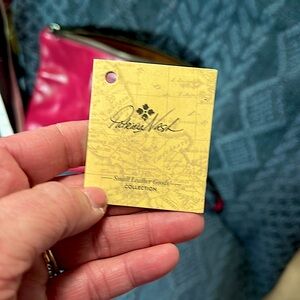 Patricia Nash
Small Leather Goods
COLLECTION